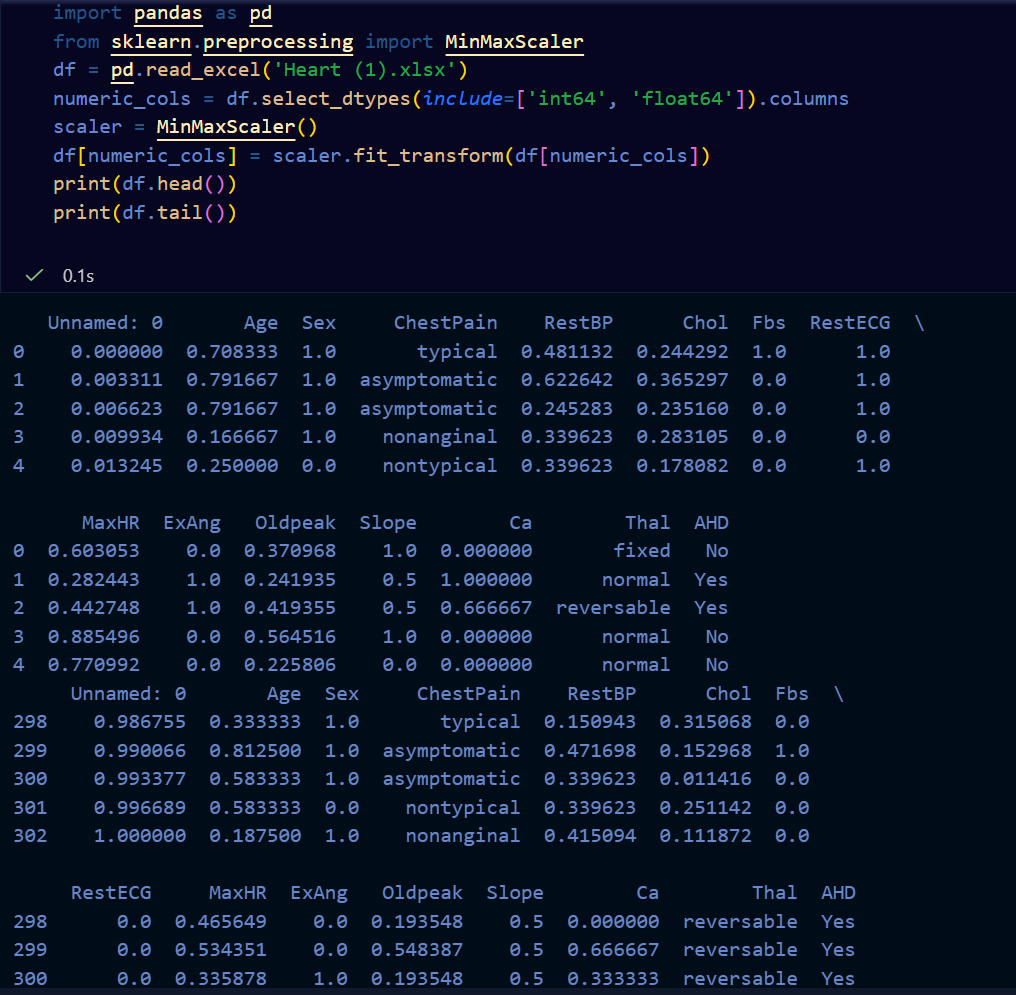 import pandas as pd
from sklearn.preprocessing import MinMaxScaler
df = pd.read_excel('Heart (1).xlsx')
numeric_cols = df.select_dtypes(include=['int64', 'float64']).columns
scaler = MinMaxScaler()
df[numeric_cols] = scaler.fit_transform(df[numeric_cols])
print(df.head())
print(df.tail())
0.1s
Unnamed: 0 Age Sex ChestPain RestBP Chol Fbs RestECG \
0 0.000000 0.708333 1.0 typical 0.481132 0.244292 1.0 1.0
1 0.003311 0.791667 1.0 asymptomatic 0.622642 0.365297 0.0 1.0
2 0.006623 0.791667 1.0 asymptomatic 0.245283 0.235160 0.0 1.0
3 0.009934 0.166667 1.0 nonanginal 0.339623 0.283105 0.0 0.0
4 0.013245 0.250000 0.0 nontypical 0.339623 0.178082 0.0 1.0
MaxHR ExAng Oldpeak Slope Ca Thal AHD
0 0.603053 0.0 0.370968 1.0 0.000000 fixed No
1 0.282443 1.0 0.241935 0.5 1.000000 normal Yes
2 0.442748 1.0 0.419355 0.5 0.666667 reversable Yes
3 0.885496 0.0 0.564516 1.0 0.000000 normal No
4 0.770992 0.0 0.225806 0.0 0.000000 normal No
Unnamed: 0 Age Sex ChestPain RestBP Chol Fbs \
298 0.986755 0.333333 1.0 typical 0.150943 0.315068 0.0
299 0.990066 0.812500 1.0 asymptomatic 0.471698 0.152968 1.0
300 0.993377 0.583333 1.0 asymptomatic 0.339623 0.011416 0.0
301 0.996689 0.583333 0.0 nontypical 0.339623 0.251142 0.0
302 1.000000 0.187500 1.0 nonanginal 0.415094 0.111872 0.0
RestECG MaxHR ExAng Oldpeak Slope Ca Thal AHD
298 0.0 0.465649 0.0 0.193548 0.5 0.000000 reversable Yes
299 0.0 0.534351 0.0 0.548387 0.5 0.666667 reversable Yes
300 0.0 0.335878 1.0 0.193548 0.5 0.333333 reversable Yes